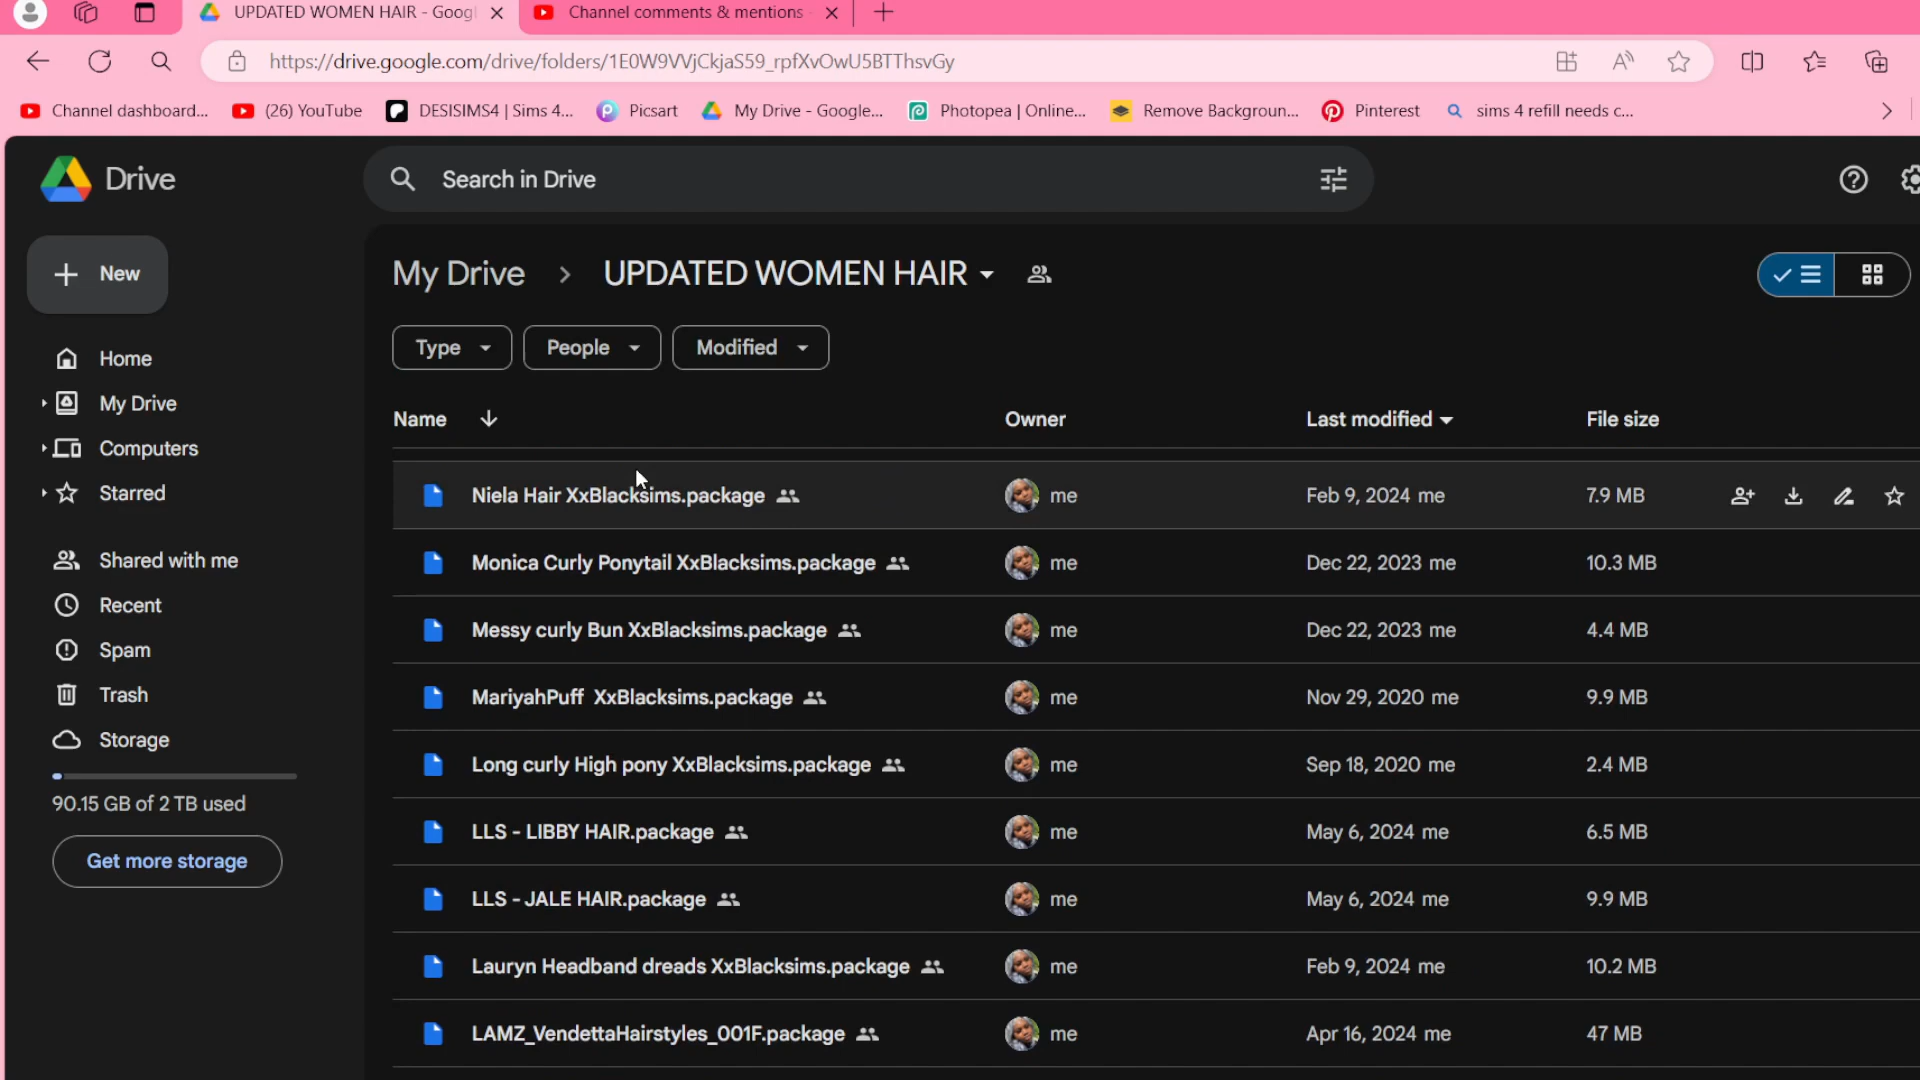 UPDATED WOMEN HAIR - Goog
Channel comments & mentions
https://drive.google.com/drive/folders/1E0W9VVjCkjaS59_rpfXvOwU5BTThsvGy
Channel dashboard...
(26) YouTube
DESISIMS4 | Sims 4...
Picsart
My Drive - Google...
Photopea | Online...
Remove Backgroun...
Pinterest
sims 4 refill needs c...
Drive
Search in Drive
New
My Drive > UPDATED WOMEN HAIR
Type
People
Modified
Home
My Drive
Computers
Starred
Shared with me
Recent
Spam
Trash
Storage
90.15 GB of 2 TB used
Get more storage
Name Owner Last modified File size
Niela Hair XxBlacksims.package me Feb 9, 2024 me 7.9 MB
Monica Curly Ponytail XxBlacksims.package me Dec 22, 2023 me 10.3 MB
Messy curly Bun XxBlacksims.package me Dec 22, 2023 me 4.4 MB
MariyahPuff XxBlacksims.package me Nov 29, 2020 me 9.9 MB
Long curly High pony XxBlacksims.package me Sep 18, 2020 me 2.4 MB
LLS - LIBBY HAIR.package me May 6, 2024 me 6.5 MB
LLS - JALE HAIR.package me May 6, 2024 me 9.9 MB
Lauryn Headband dreads XxBlacksims.package me Feb 9, 2024 me 10.2 MB
LAMZ_VendettaHairstyles_001F.package me Apr 16, 2024 me 47 MB